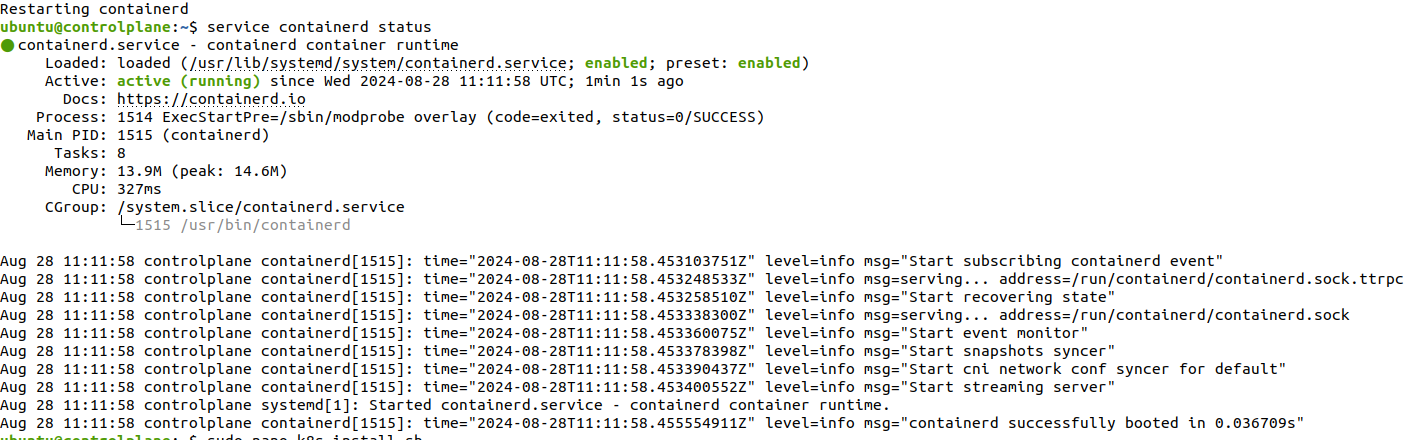 Restarting containerd
ubuntu@controlplane:~$ service containerd status
● containerd.service - containerd container runtime
     Loaded: loaded (/usr/lib/systemd/system/containerd.service; enabled; preset: enabled)
     Active: active (running) since Wed 2024-08-28 11:11:58 UTC; 1min 1s ago
       Docs: https://containerd.io
    Process: 1514 ExecStartPre=/sbin/modprobe overlay (code=exited, status=0/SUCCESS)
   Main PID: 1515 (containerd)
      Tasks: 8
     Memory: 13.9M (peak: 14.6M)
        CPU: 327ms
     CGroup: /system.slice/containerd.service
             └─1515 /usr/bin/containerd

Aug 28 11:11:58 controlplane containerd[1515]: time="2024-08-28T11:11:58.453103751Z" level=info msg="Start subscribing containerd event"
Aug 28 11:11:58 controlplane containerd[1515]: time="2024-08-28T11:11:58.453248533Z" level=info msg=serving... address=/run/containerd/containerd.sock.ttrpc
Aug 28 11:11:58 controlplane containerd[1515]: time="2024-08-28T11:11:58.453258510Z" level=info msg="Start recovering state"
Aug 28 11:11:58 controlplane containerd[1515]: time="2024-08-28T11:11:58.453338300Z" level=info msg=serving... address=/run/containerd/containerd.sock
Aug 28 11:11:58 controlplane containerd[1515]: time="2024-08-28T11:11:58.453360075Z" level=info msg="Start event monitor"
Aug 28 11:11:58 controlplane containerd[1515]: time="2024-08-28T11:11:58.453378398Z" level=info msg="Start snapshots syncer"
Aug 28 11:11:58 controlplane containerd[1515]: time="2024-08-28T11:11:58.453390437Z" level=info msg="Start cni network conf syncer for default"
Aug 28 11:11:58 controlplane containerd[1515]: time="2024-08-28T11:11:58.453400552Z" level=info msg="Start streaming server"
Aug 28 11:11:58 controlplane systemd[1]: Started containerd.service - containerd container runtime.
Aug 28 11:11:58 controlplane containerd[1515]: time="2024-08-28T11:11:58.455554911Z" level=info msg="containerd successfully booted in 0.036709s"